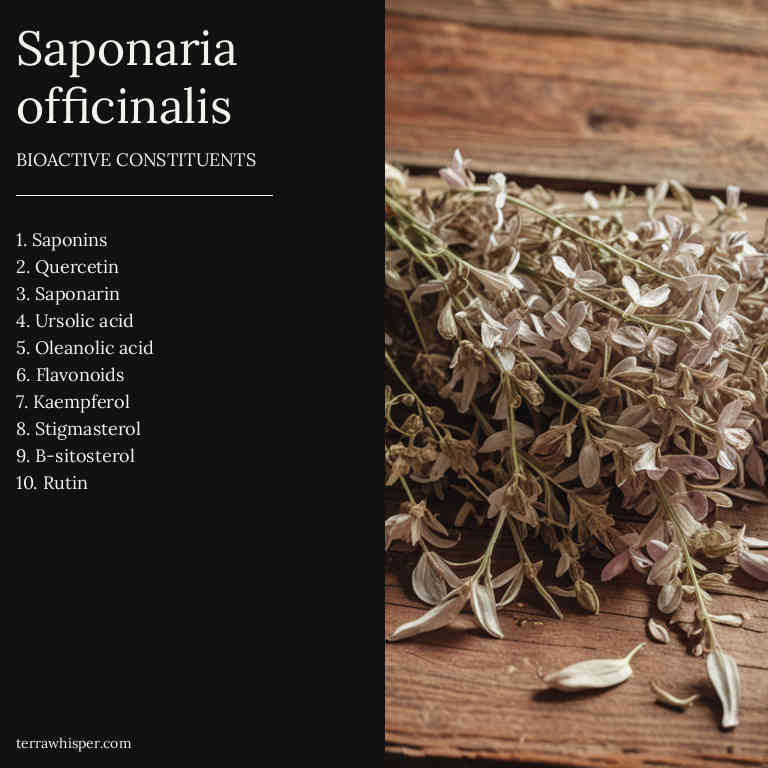 Saponaria
officinalis
BIOACTIVE CONSTITUENTS
1. Saponins
2. Quercetin
3. Saponarin
4. Ursolic acid
5. Oleanolic acid
6. Flavonoids
7. Kaempferol
8. Stigmasterol
9. B-sitosterol
10. Rutin
terrawhisper.com